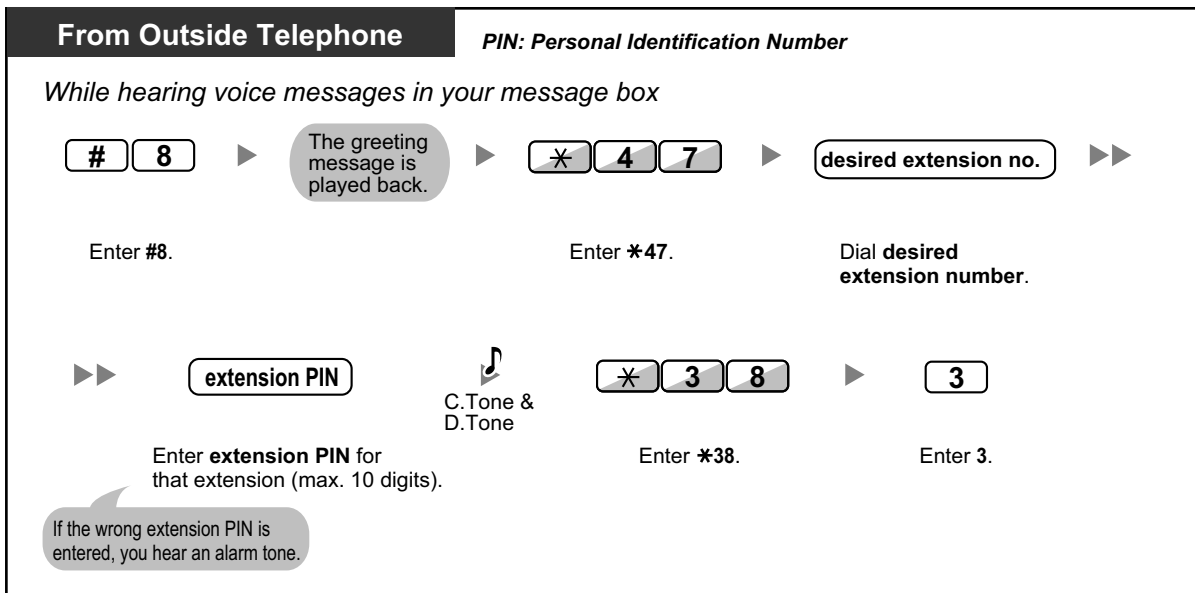 From Outside Telephone
PIN: Personal Identification Number
While hearing voice messages in your message box
# 8
The greeting
message is
played back.
* 4 7
desired extension no.
Enter #8.
Enter *47.
Dial desired
extension number.
extension PIN
C.Tone &
D.Tone
* 3 8
3
Enter extension PIN for
that extension (max. 10 digits).
Enter *38.
Enter 3.
If the wrong extension PIN is
entered, you hear an alarm tone.